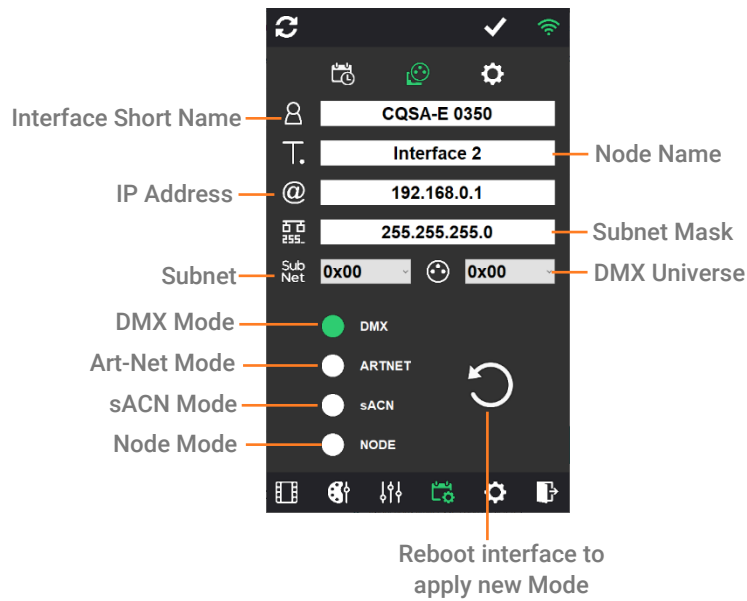 Interface Short Name
CQSA-E 0350
T.
Interface 2
Node Name
IP Address
@
192.168.0.1
255_
255.255.255.0
Subnet Mask
Subnet
Sub
Net
0x00
0x00
DMX Universe
DMX Mode
DMX
Art-Net Mode
ARTNET
sACN Mode
sACN
Node Mode
NODE
Reboot interface to
apply new Mode